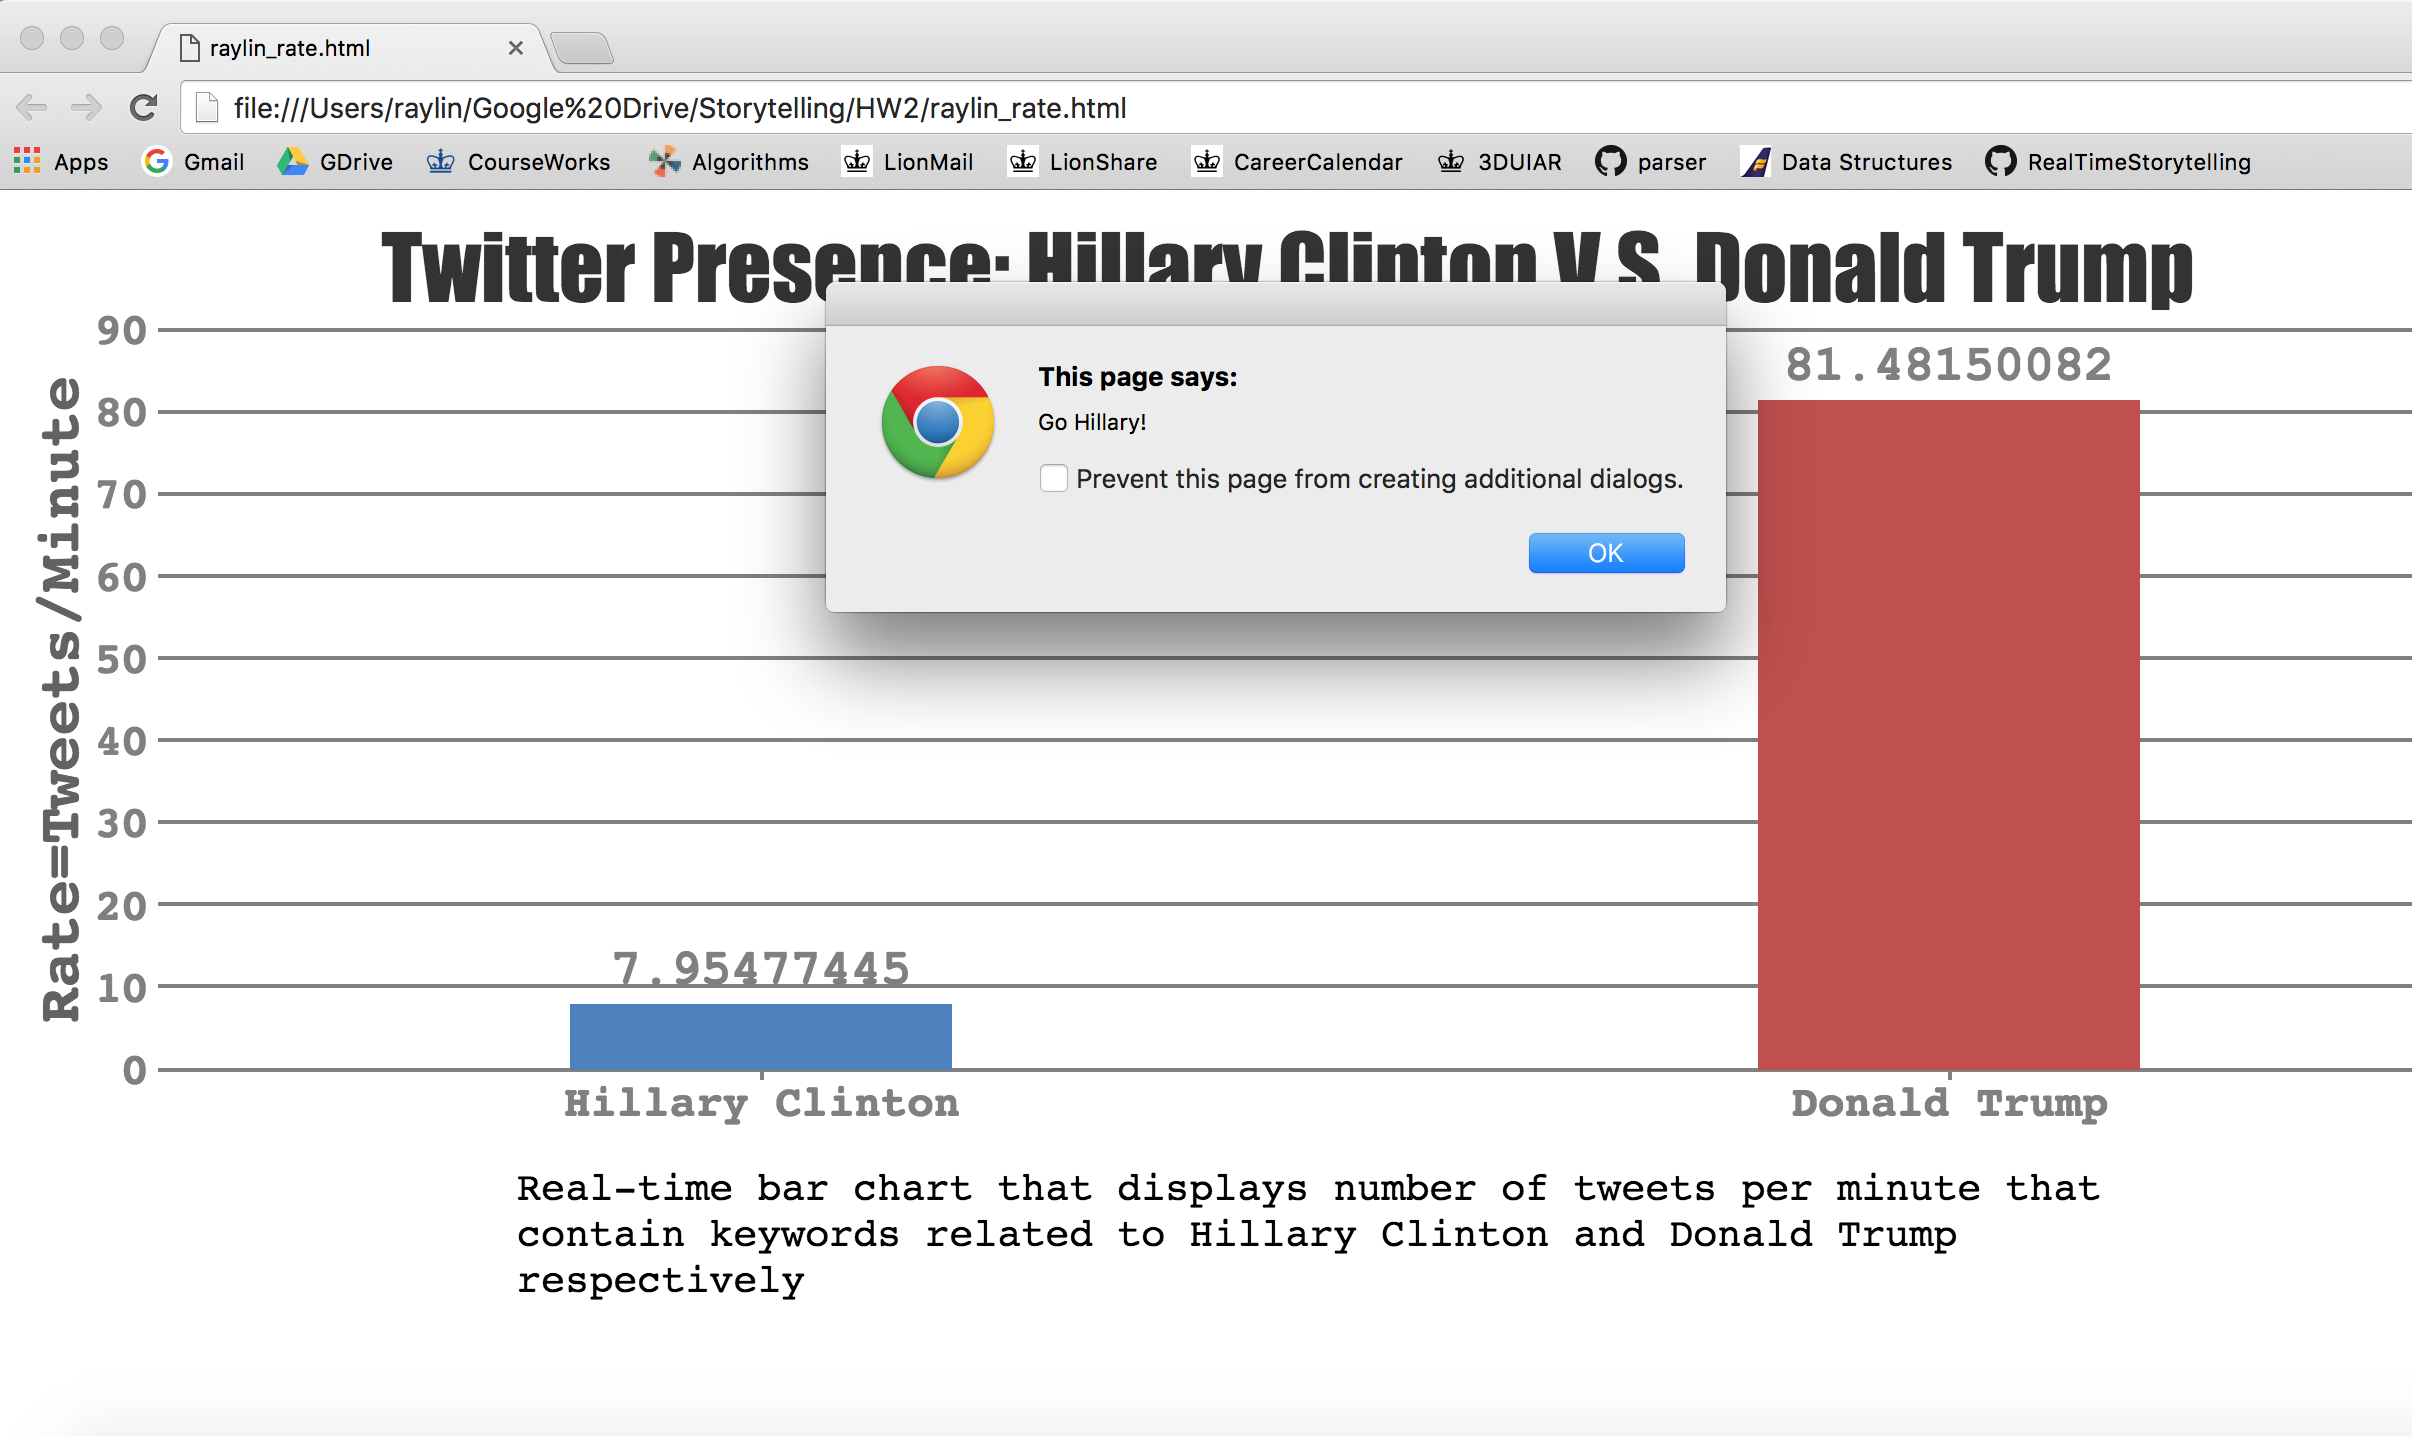 raylin_rate.html
file:///Users/raylin/Google%20Drive/Storytelling/HW2/raylin_rate.html
Apps Gmail GDrive CourseWorks Algorithms LionMail LionShare CareerCalendar 3DUIAR parser Data Structures RealTimeStorytelling
Twitter Presence: Hillary Clinton V.S. Donald Trump
This page says:
Go Hillary!
Prevent this page from creating additional dialogs.
OK
Rate=Tweets/Minute
90
80
70
60
50
40
30
20
10
0
81.48150082
7.95477445
Hillary Clinton Donald Trump
Real-time bar chart that displays number of tweets per minute that
contain keywords related to Hillary Clinton and Donald Trump
respectively